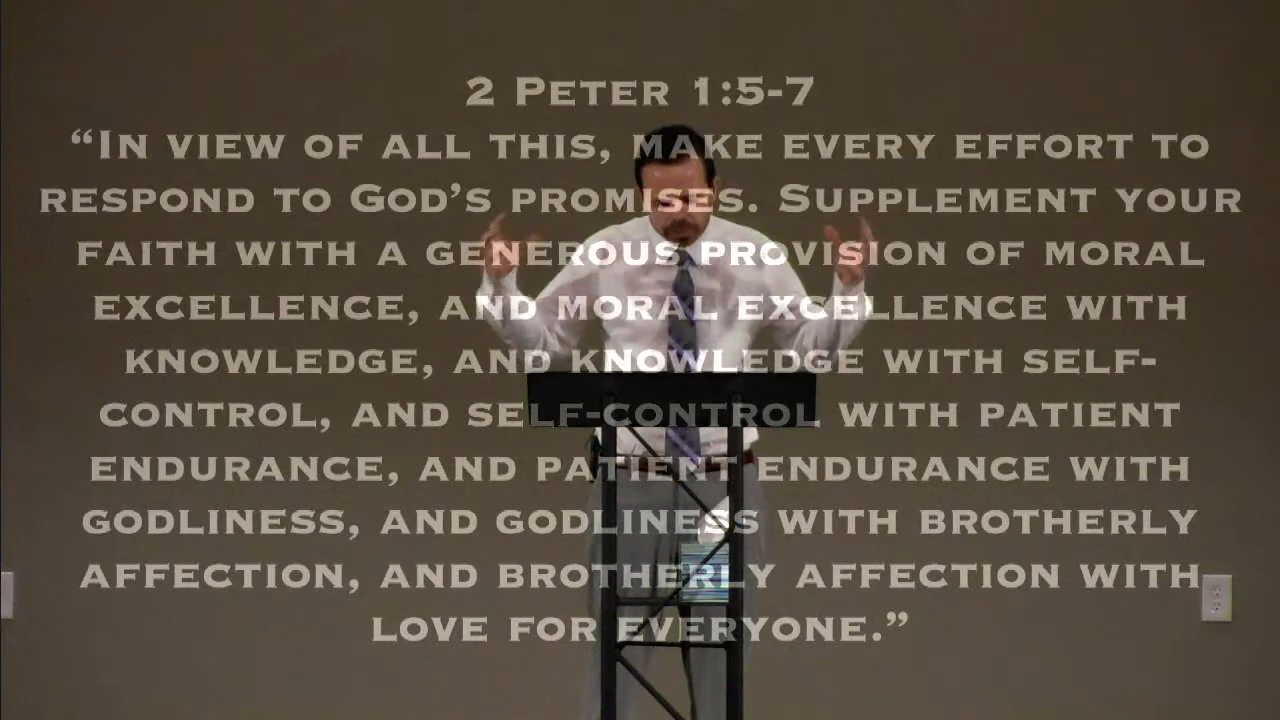 2 Peter 1:5-7
“In view of all this, make every effort to
respond to God’s promises. Supplement your
faith with a generous provision of moral
excellence, and moral excellence with
knowledge, and knowledge with self-
control, and self-control with patient
endurance, and patient endurance with
godliness, and godliness with brotherly
affection, and brotherly affection with
love for everyone.”